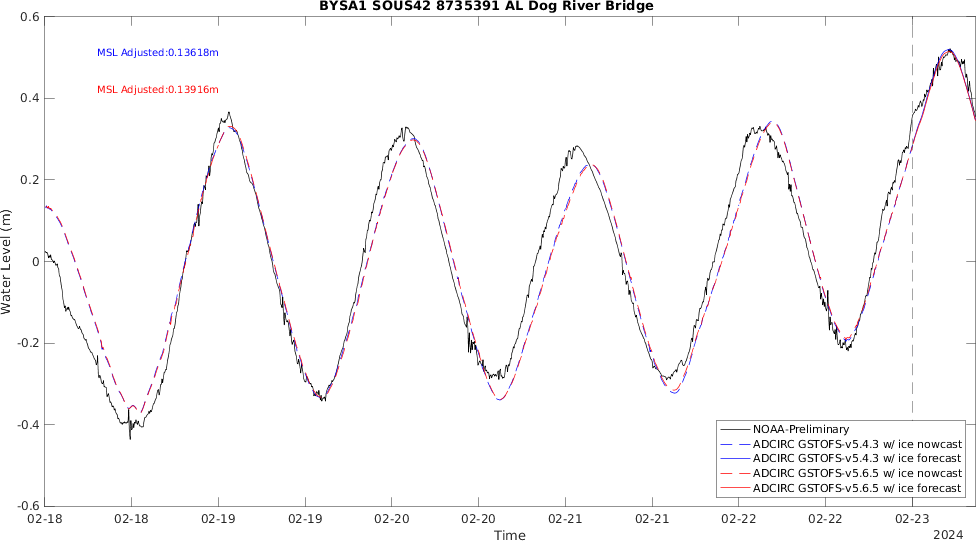 BYSA1 SOUS42 8735391 AL Dog River Bridge
MSL Adjusted:0.13618m
MSL Adjusted:0.13916m
Water Level (m)
0.6
0.4
0.2
0
-0.2
-0.4
-0.6
NOAA-Preliminary
ADCIRC GSTOFS-v5.4.3 w/ ice nowcast
ADCIRC GSTOFS-v5.4.3 w/ ice forecast
ADCIRC GSTOFS-v5.6.5 w/ ice nowcast
ADCIRC GSTOFS-v5.6.5 w/ ice forecast
02-18 02-18 02-19 02-19 02-20 02-20 02-21 02-21 02-22 02-22 02-23
Time
2024